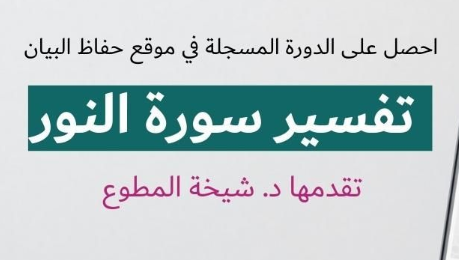 احصل على الدورة المسجلة في موقع حفاظ البيان
تفسير سورة النور
تقدمها د. شيخة المطوع